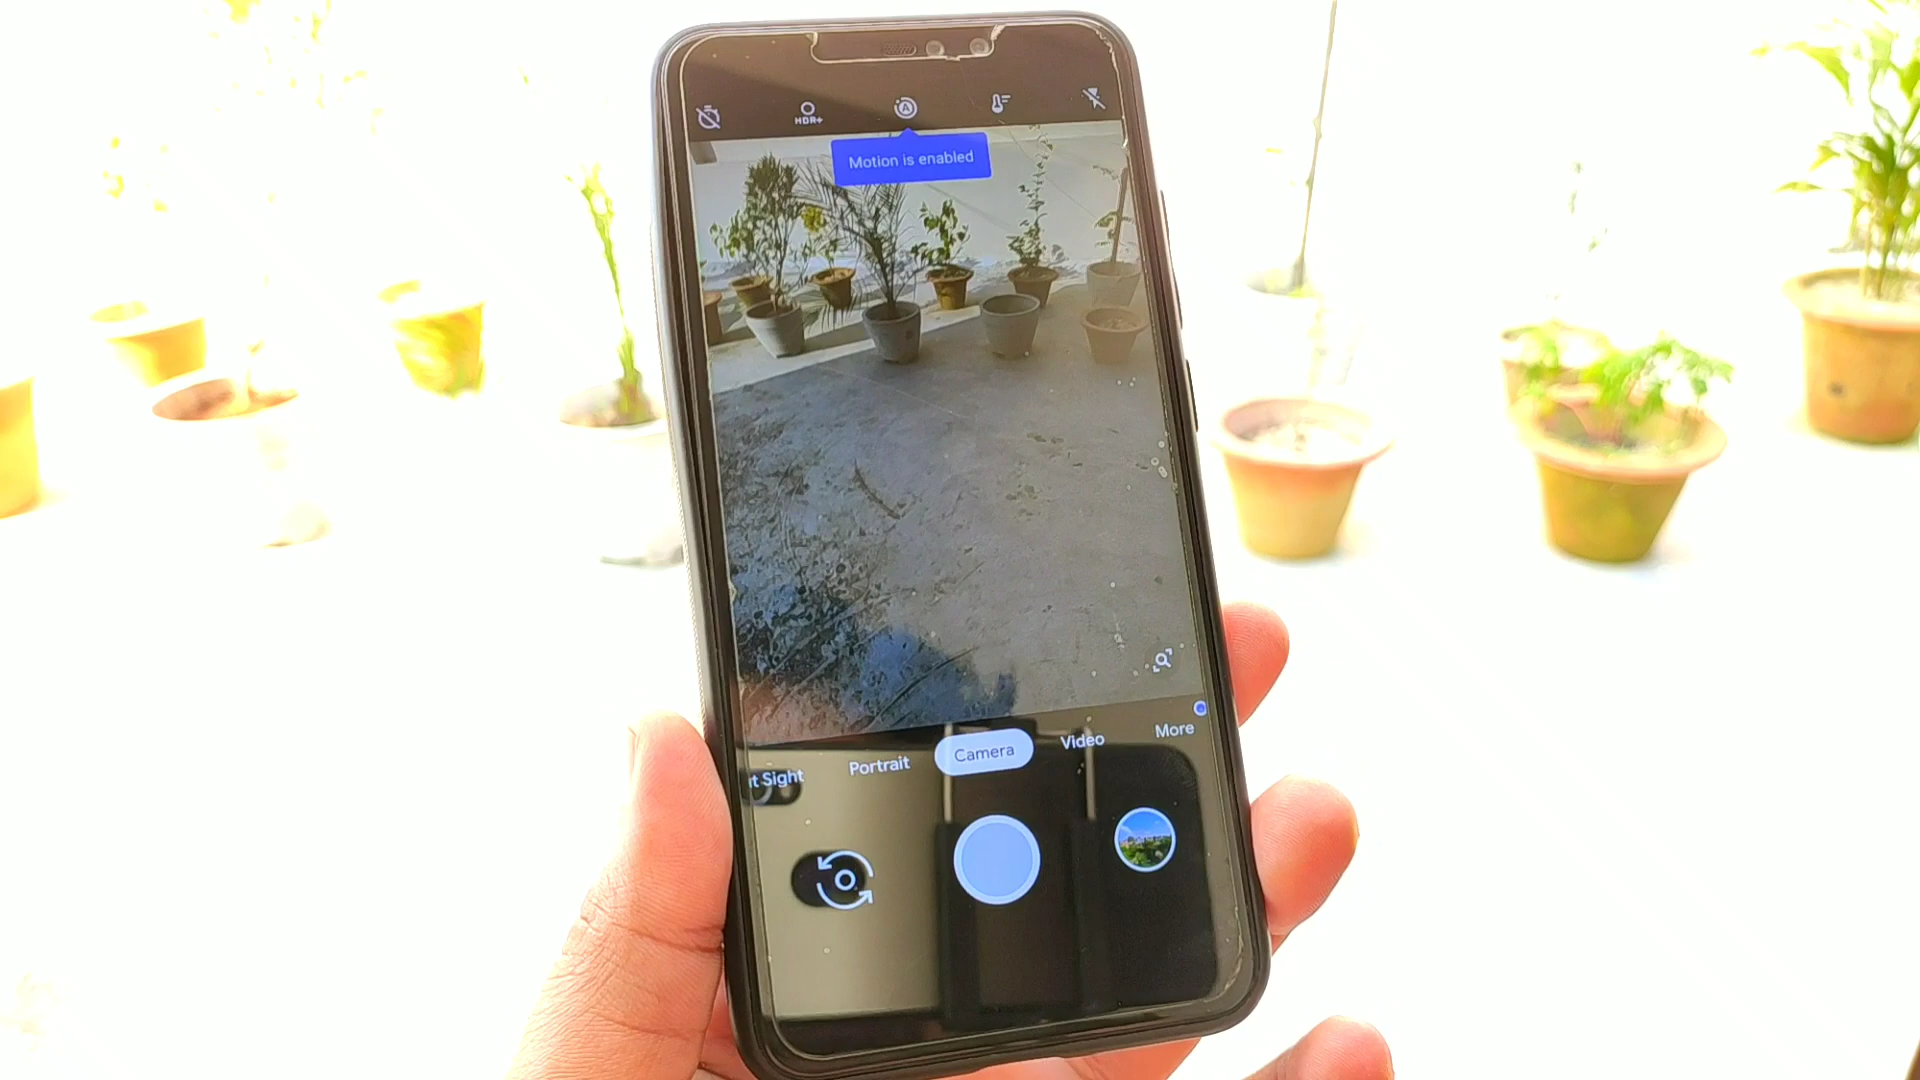 HDR+
A
Motion is enabled
t Sight
Portrait
Camera
Video
More